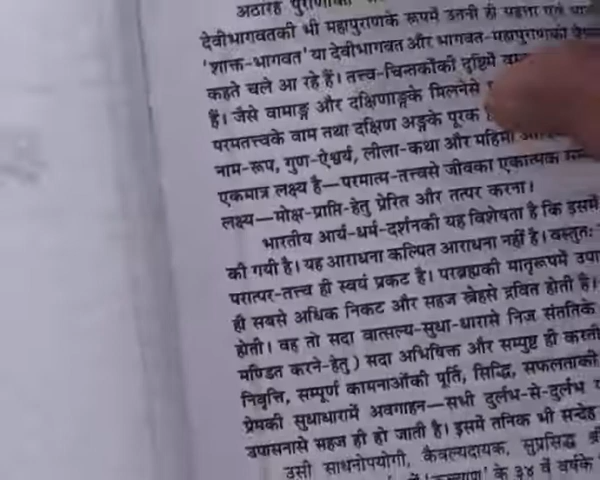 अठारह
देवीभागवतकी भी महापुराणके रूपमें उतनी ही
'शाक्त-भागवत' या देवीभागवत और भागवत-महापुराणको
कहते चले आ रहे हैं। तत्त्व-चिन्तकोंकी दृष्टिमें
हैं। जैसे वामाङ्ग और दक्षिणाङ्गके मिलनेसे
परमतत्त्वके वाम तथा दक्षिण अङ्गके पूरक
नाम-रूप, गुण-ऐश्वर्य, लीला-कथा और महिमा
एकमात्र लक्ष्य है—परमात्म-तत्त्वसे जीवका एकात्मक
लक्ष्य—मोक्ष-प्राप्ति-हेतु प्रेरित और तत्पर करना।
भारतीय आर्य-धर्म-दर्शनकी यह विशेषता है कि इसमें
की गयी है। यह आराधना कल्पित आराधना नहीं है। वस्तुतः
परात्पर-तत्त्व ही स्वयं प्रकट है। परब्रह्मकी मातृरूपमें
ही सबसे अधिक निकट और सहज स्नेहसे द्रवित होती है।
होती। वह तो सदा वात्सल्य-सुधा-धारासे निज संततिके
मण्डित करने-हेतु) सदा अभिषिक्त और सम्पुष्ट ही करती
निवृत्ति, सम्पूर्ण कामनाओंकी पूर्ति, सिद्धि, सफलताकी
प्रेमकी सुधाधारामें अवगाहन—सभी दुर्लभ-से-दुर्लभ
उपासनासे सहज ही हो जाती है। इसमें तनिक भी सन्देह
उसी साधनोपयोगी, कैवल्यदायक, सुप्रसिद्ध
के ३४ वें वर्षके